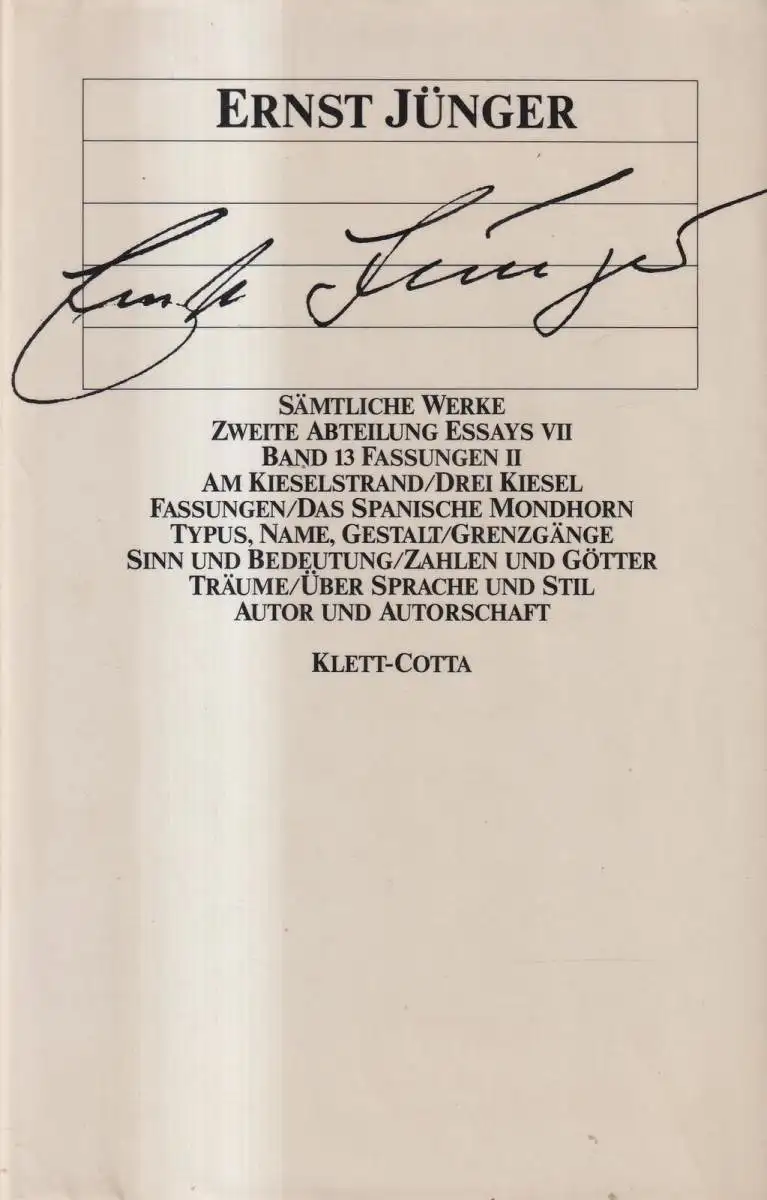 ERNST JÜNGER
Ernst Jünger
SÄMTLICHE WERKE
ZWEITE ABTEILUNG ESSAYS VII
BAND 13 FASSUNGEN II
AM KIESELSTRAND/DREI KIESEL
FASSUNGEN/DAS SPANISCHE MONDHORN
TYPUS, NAME, GESTALT/GRENZGÄNGE
SINN UND BEDEUTUNG/ZAHLEN UND GÖTTER
TRÄUME/ÜBER SPRACHE UND STIL
AUTOR UND AUTORSCHAFT
KLETT-COTTA